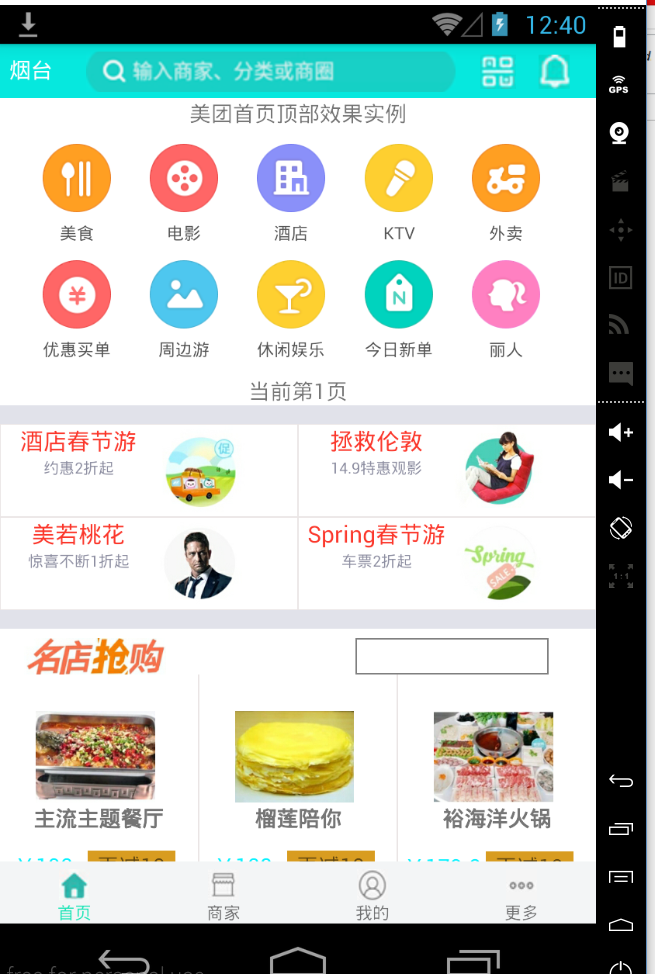 12:40
烟台 输入商家、分类或商圈
GPS
美团首页顶部效果实例
美食 电影 酒店 KTV 外卖
ID
优惠买单 周边游 休闲娱乐 今日新单 丽人
当前第1页
酒店春节游 拯救伦敦
约惠2折起 14.9特惠观影
促
美若桃花 Spring春节游
惊喜不断1折起 车票2折起
Spring
SALE
1:1
名店抢购
主流主题餐厅 榴莲陪你 裕海洋火锅
首页 商家 我的 更多
free for personal use